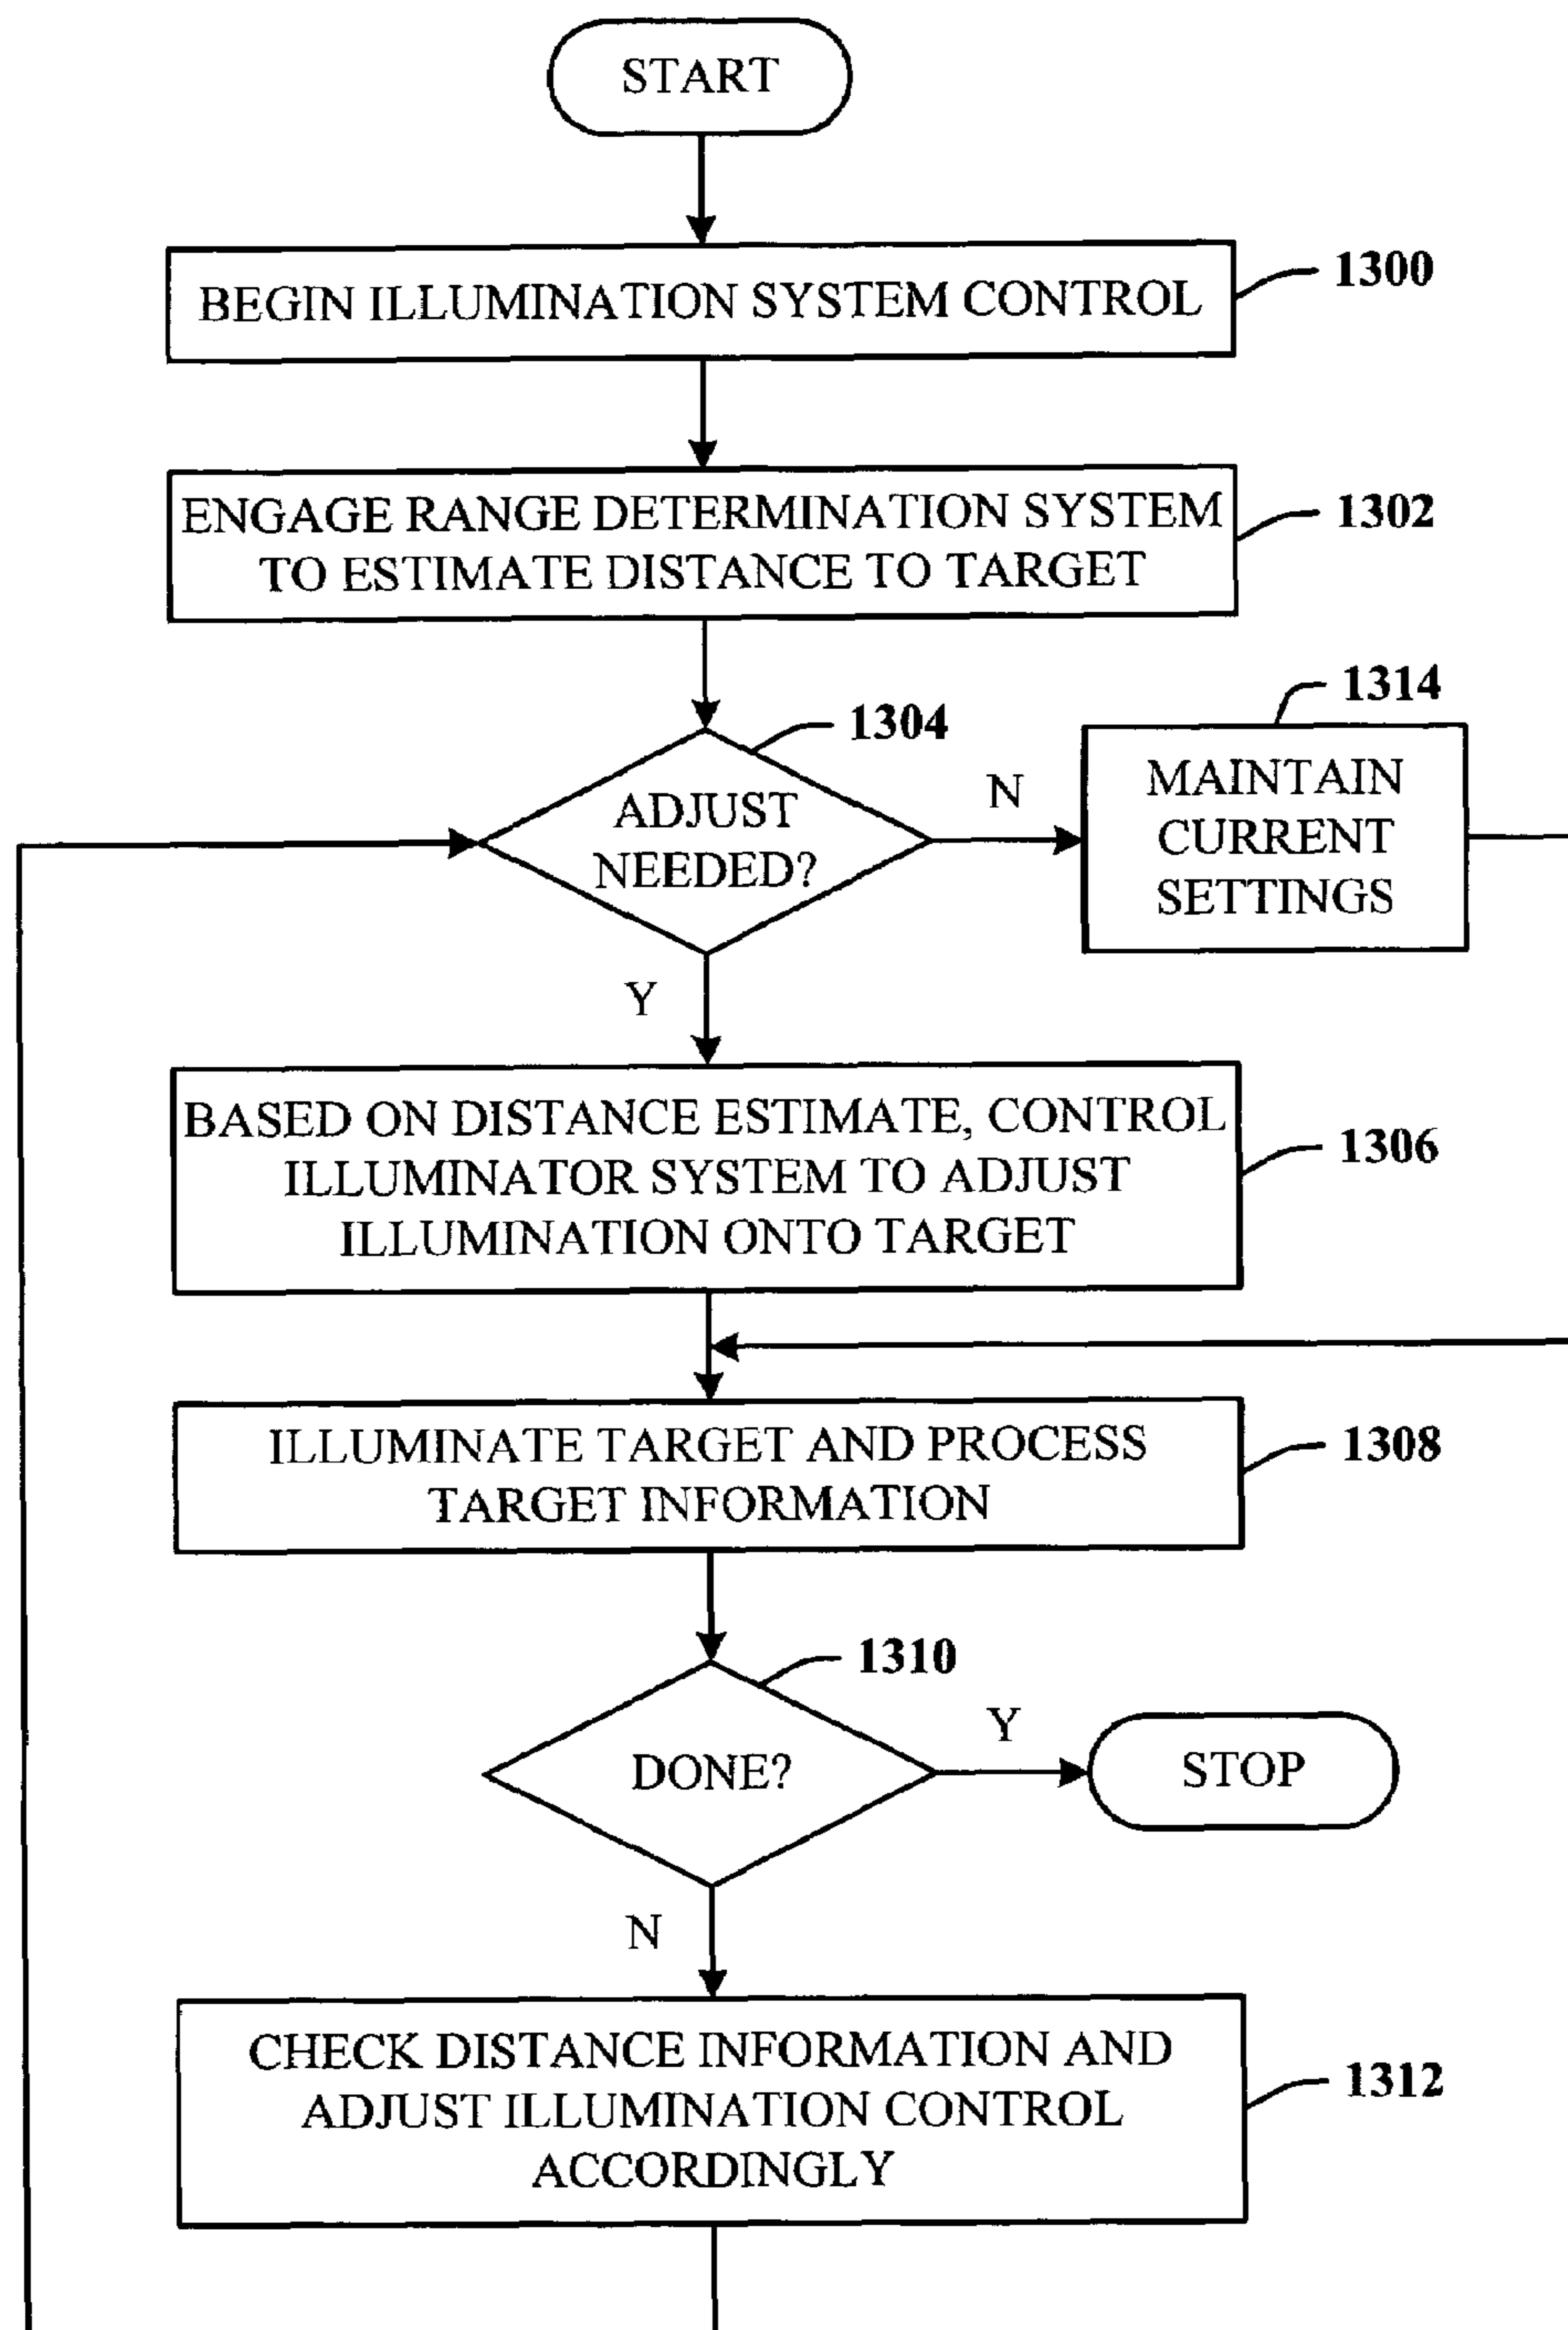 START
BEGIN ILLUMINATION SYSTEM CONTROL
1300
ENGAGE RANGE DETERMINATION SYSTEM
TO ESTIMATE DISTANCE TO TARGET
1302
1304
ADJUST
NEEDED?
N
1314
MAINTAIN
CURRENT
SETTINGS
Y
BASED ON DISTANCE ESTIMATE, CONTROL
ILLUMINATOR SYSTEM TO ADJUST
ILLUMINATION ONTO TARGET
1306
ILLUMINATE TARGET AND PROCESS
TARGET INFORMATION
1308
1310
DONE?
Y
STOP
N
CHECK DISTANCE INFORMATION AND
ADJUST ILLUMINATION CONTROL
ACCORDINGLY
1312